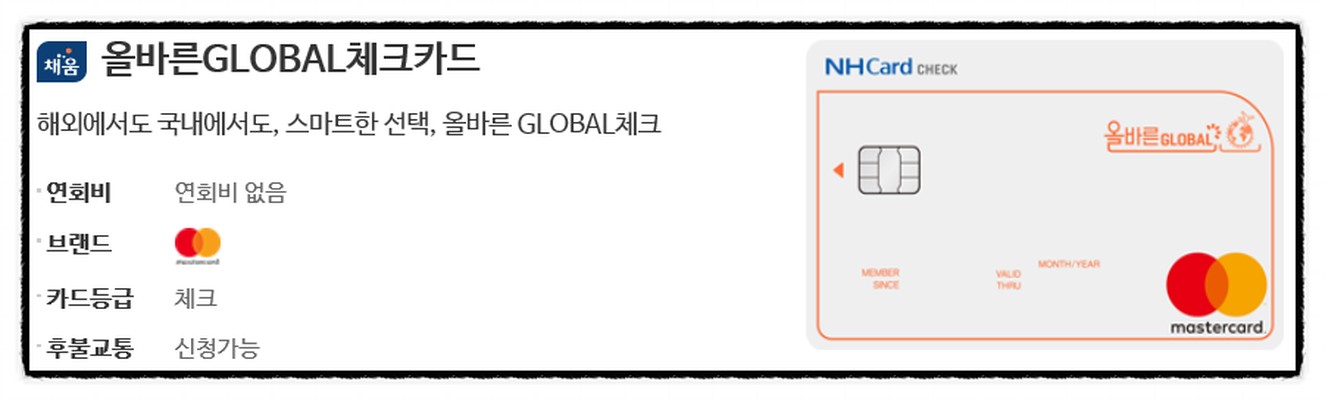 채움 올바른GLOBAL체크카드
해외에서도 국내에서도, 스마트한 선택, 올바른 GLOBAL체크
연회비 연회비 없음
브랜드 mastercard
카드등급 체크
후불교통 신청가능
NHCard CHECK
올바른GLOBAL
MEMBER
SINCE
VALID
THRU
MONTH/YEAR
mastercard